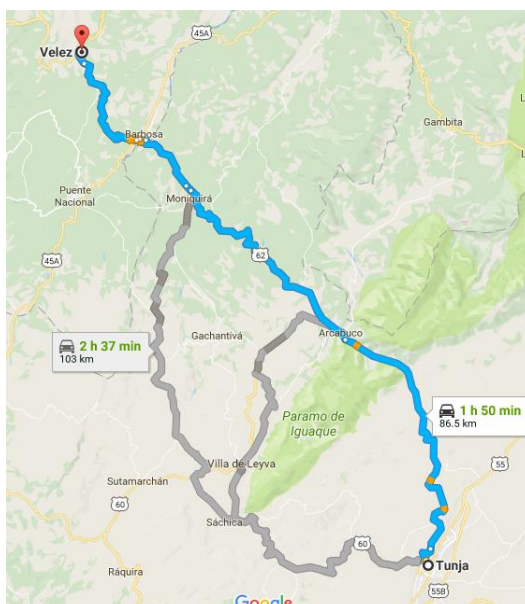 45A
Velez
Gambita
Barbosa
Puente
Nacional
Moniquirá
45A
62
Gachantivá
Arcabuco
2 h 37 min
103 km
Paramo de
Iguaque
1 h 50 min
86.5 km
Villa de Leyva
55
Sutamarchán
60
Sáchica
60
Ráquira
Tunja
55B
Google